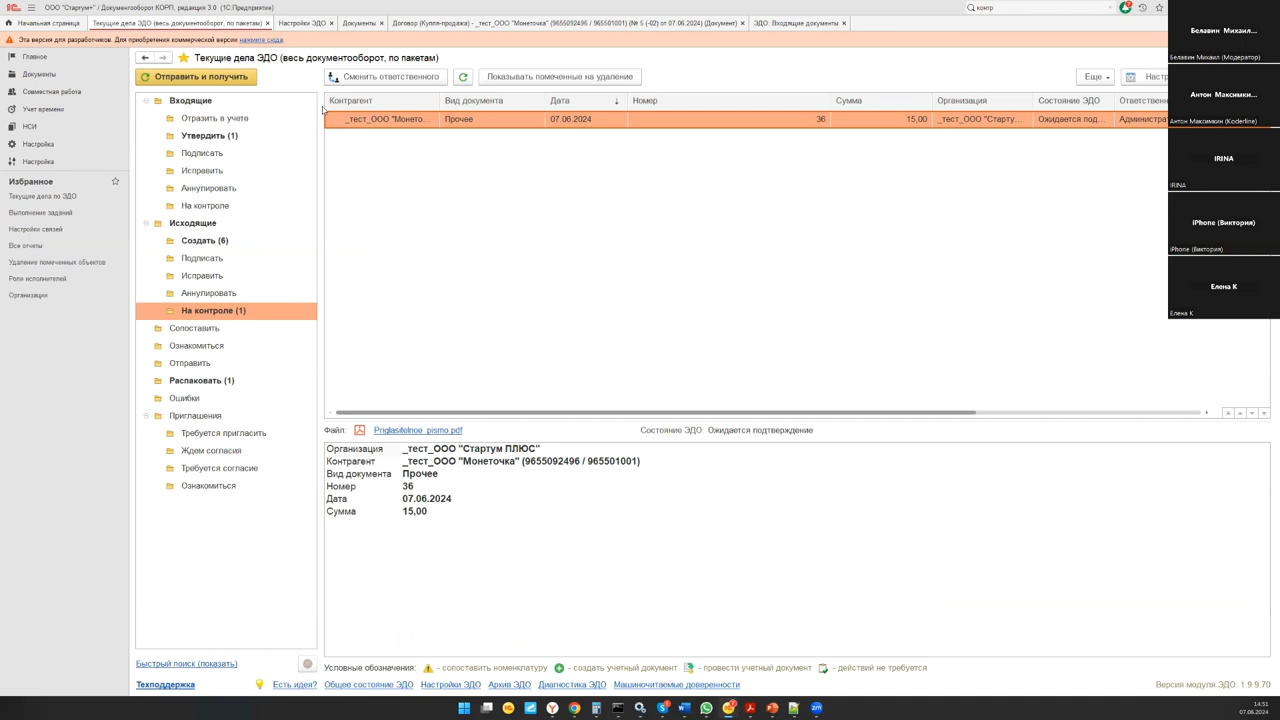 ООО "Стартум+" / Документооборот КОРП, редакция 3.0 (1С:Предприятие)
контр
Начальная страница
Текущие дела ЭДО (весь документооборот, по пакетам) ×
Настройки ЭДО ×
Документы ×
Договор (Купля-продажа) - _тест_ООО "Монеточка" (9655092496 / 965501001) (№ 5 (-02) от 07.06.2024) (Документ) ×
ЭДО: Входящие документы ×
Эта версия для разработчиков. Для приобретения коммерческой версии нажмите сюда.
Главное
Документы
Совместная работа
Учет времени
НСИ
Настройка
Настройка
Избранное
Текущие дела по ЭДО
Выполнение заданий
Настройки связей
Все отчеты
Удаление помеченных объектов
Роли исполнителей
Организации
Текущие дела ЭДО (весь документооборот, по пакетам)
Отправить и получить
Сменить ответственного
Показывать помеченные на удаление
Еще
Настр
Входящие
Отразить в учете
Утвердить (1)
Подписать
Исправить
Аннулировать
На контроле
Исходящие
Создать (6)
Подписать
Исправить
Аннулировать
На контроле (1)
Сопоставить
Ознакомиться
Отправить
Распаковать (1)
Ошибки
Приглашения
Требуется пригласить
Ждем согласия
Требуется согласие
Ознакомиться
Контрагент Вид документа Дата ↓ Номер Сумма Организация Состояние ЭДО Ответственн
_тест_ООО "Монето... Прочее 07.06.2024 36 15,00 _тест_ООО "Старту... Ожидается под... Администрат
Файл: Priglasitelnoe_pismo.pdf Состояние ЭДО: Ожидается подтверждение
Организация _тест_ООО "Стартум ПЛЮС"
Контрагент _тест_ООО "Монеточка" (9655092496 / 965501001)
Вид документа Прочее
Номер 36
Дата 07.06.2024
Сумма 15,00
Быстрый поиск (показать)
Условные обозначения: - сопоставить номенклатуру - создать учетный документ - провести учетный документ - действий не требуется
Техподдержка
Есть идея? Общее состояние ЭДО Настройки ЭДО Архив ЭДО Диагностика ЭДО Машиночитаемые доверенности
Версия модуля ЭДО: 1.9.9.70
Белавин Михаил...
Белавин Михаил (Модератор)
Антон Максимки...
Антон Максимкин (Koderline)
IRINA
IRINA
iPhone (Виктория)
iPhone (Виктория)
Елена К
Елена К
14:51
07.06.2024